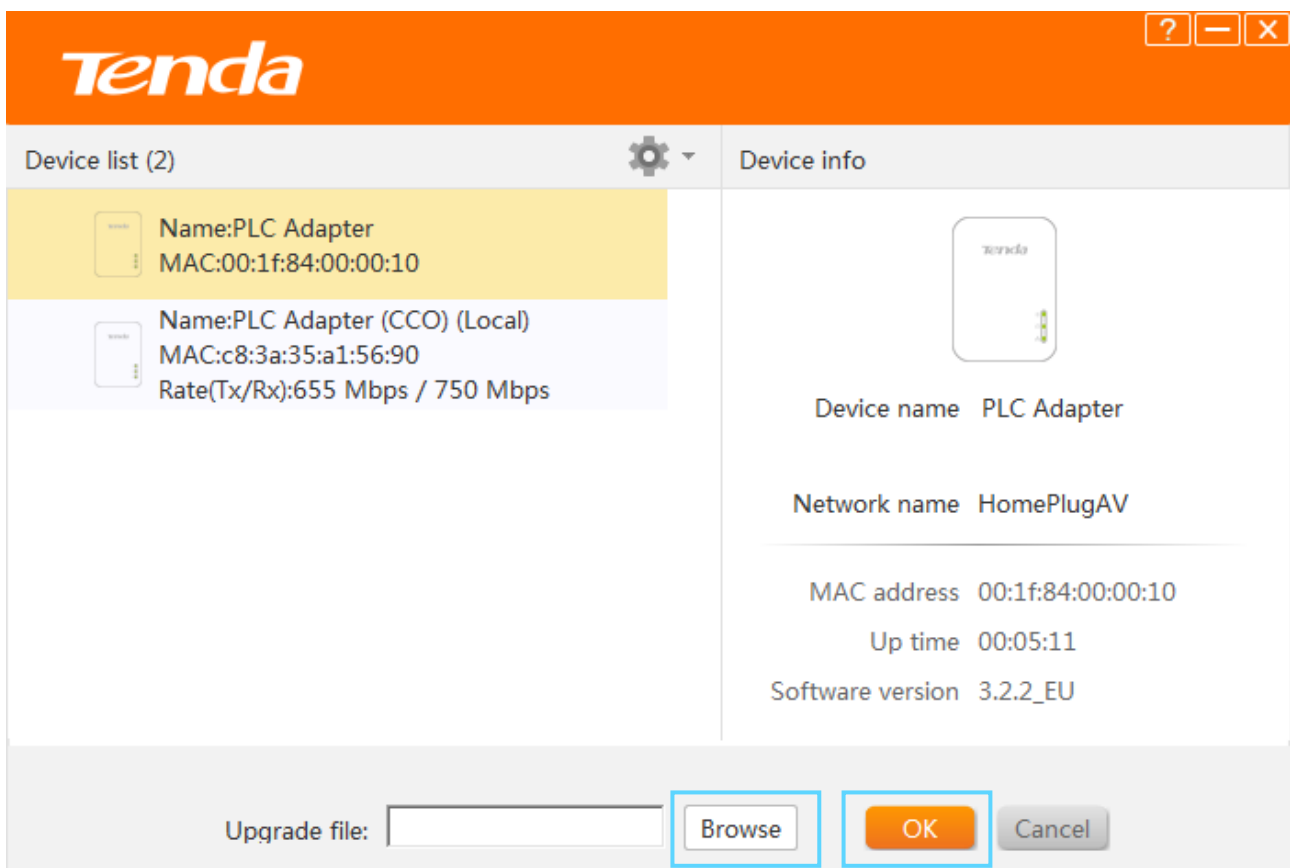 ?
Tenda
Device list (2)
Device info
Name:PLC Adapter
MAC:00:1f:84:00:00:10
Name:PLC Adapter (CCO) (Local)
MAC:c8:3a:35:a1:56:90
Rate(Tx/Rx):655 Mbps / 750 Mbps
Tenda
Device name PLC Adapter
Network name HomePlugAV
MAC address 00:1f:84:00:00:10
Up time 00:05:11
Software version 3.2.2_EU
Upgrade file: Browse OK Cancel